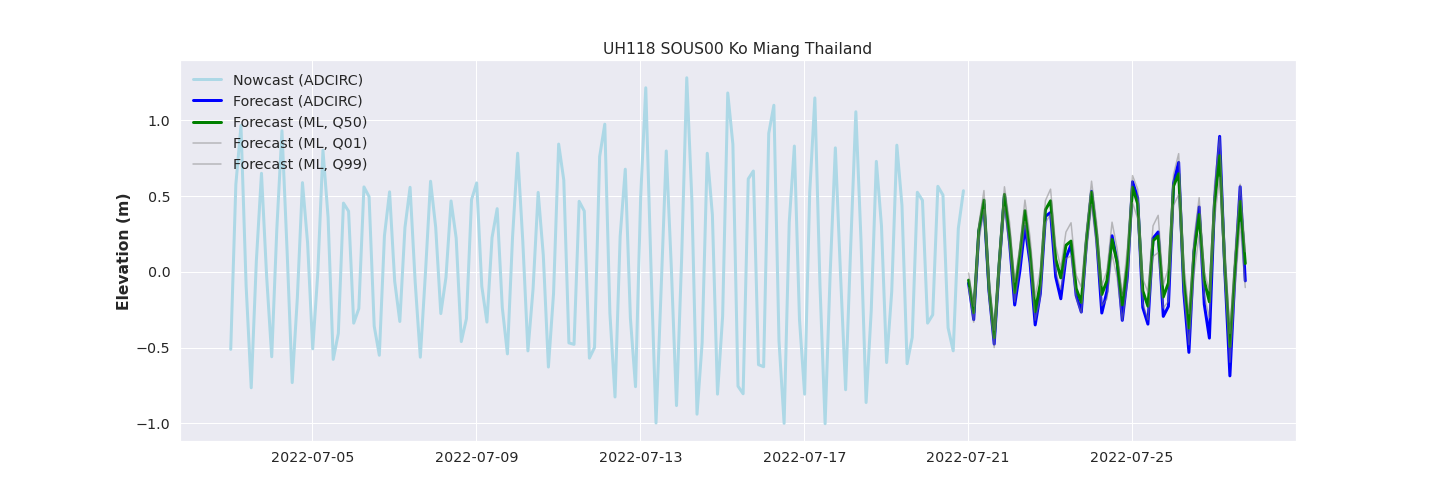 UH118 SOUS00 Ko Miang Thailand
Nowcast (ADCIRC)
Forecast (ADCIRC)
Forecast (ML, Q50)
Forecast (ML, Q01)
Forecast (ML, Q99)
Elevation (m)
1.0
0.5
0.0
−0.5
−1.0
2022-07-05 2022-07-09 2022-07-13 2022-07-17 2022-07-21 2022-07-25